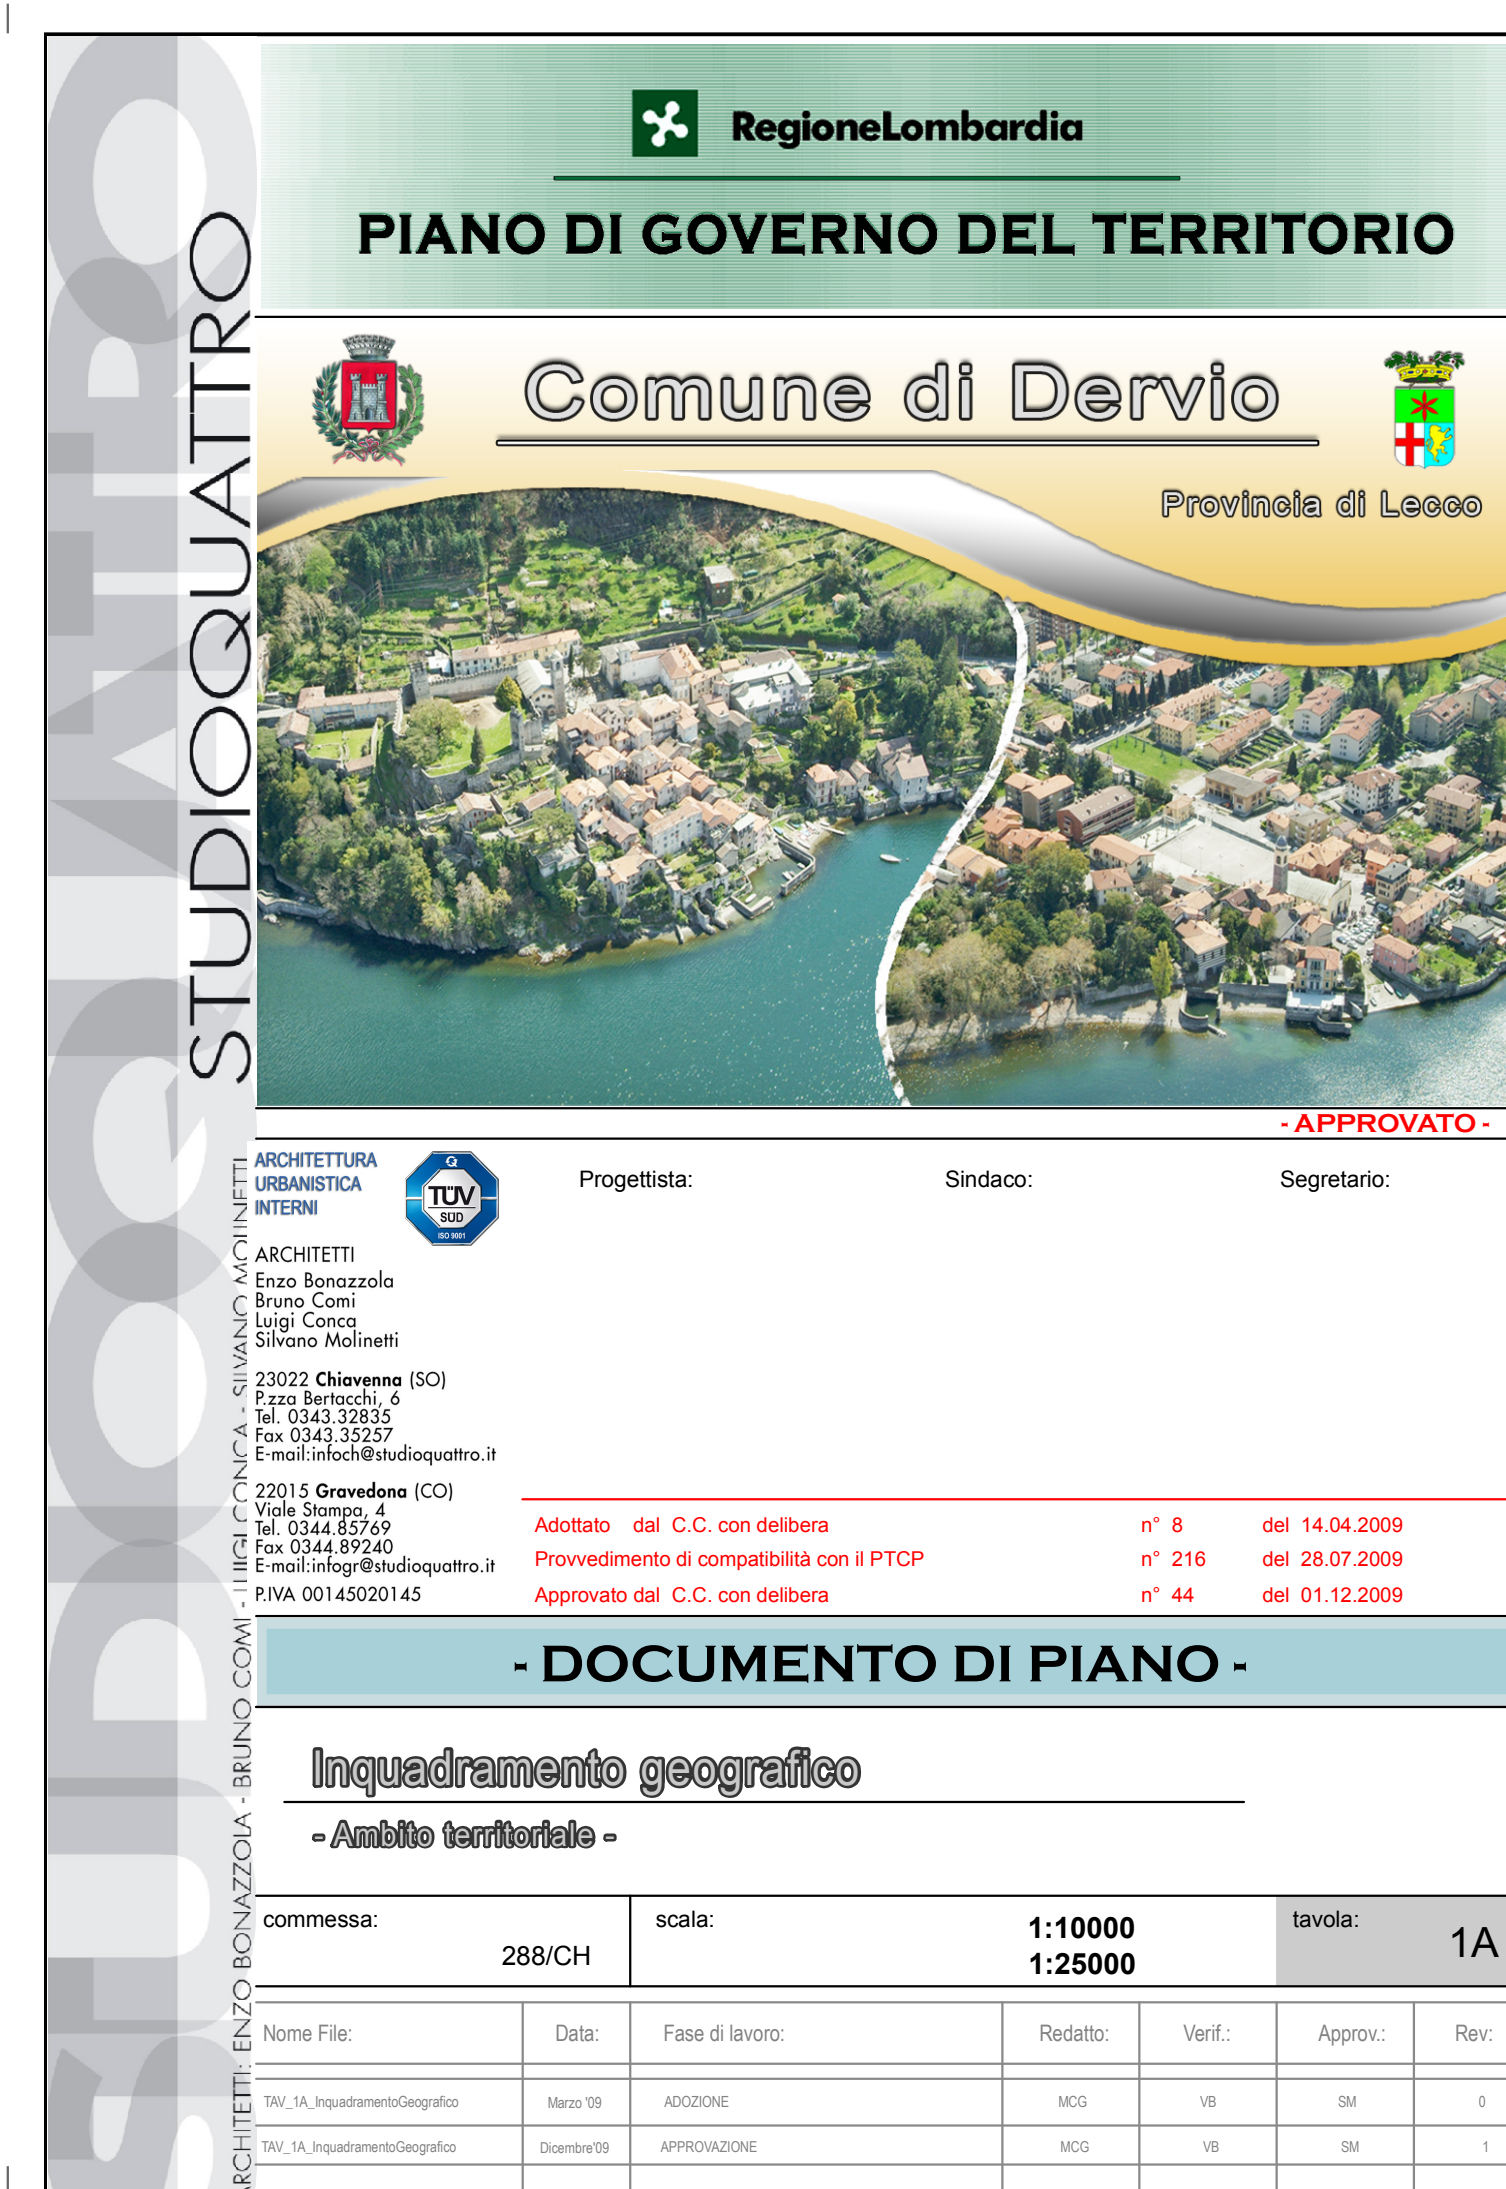 RegioneLombardia
PIANO DI GOVERNO DEL TERRITORIO
Comune di Dervio
Provincia di Lecco
STUDIOQUATTRO
STUDIOQUATTRO
ARCHITETTI: ENZO BONAZZOLA - BRUNO COMI - LUIGI CONCA - SILVANO MOLINETTI
- APPROVATO -
ARCHITETTURA
URBANISTICA
INTERNI
TÜV
SÜD
ISO 9001
Progettista:
Sindaco:
Segretario:
ARCHITETTI
Enzo Bonazzola
Bruno Comi
Luigi Conca
Silvano Molinetti
23022 Chiavenna (SO)
P.zza Bertacchi, 6
Tel. 0343.32835
Fax 0343.35257
E-mail:infoch@studioquattro.it
22015 Gravedona (CO)
Viale Stampa, 4
Tel. 0344.85769
Fax 0344.89240
E-mail:infogr@studioquattro.it
P.IVA 00145020145
Adottato dal C.C. con delibera n° 8 del 14.04.2009
Provvedimento di compatibilità con il PTCP n° 216 del 28.07.2009
Approvato dal C.C. con delibera n° 44 del 01.12.2009
- DOCUMENTO DI PIANO -
Inquadramento geografico
- Ambito territoriale -
commessa: 288/CH
scala: 1:10000
1:25000
tavola: 1A
Nome File: Data: Fase di lavoro: Redatto: Verif.: Approv.: Rev:
TAV_1A_InquadramentoGeografico Marzo '09 ADOZIONE MCG VB SM 0
TAV_1A_InquadramentoGeografico Dicembre'09 APPROVAZIONE MCG VB SM 1